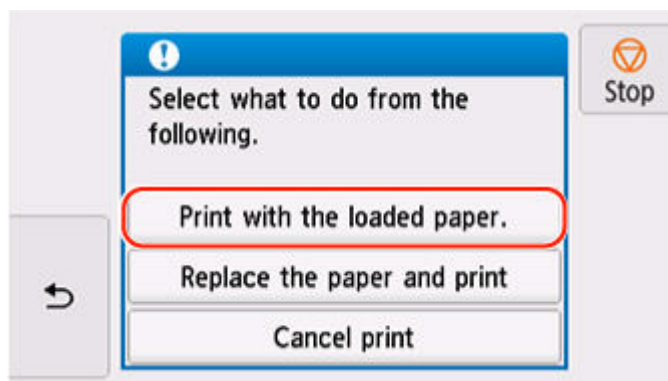 Select what to do from the
following.
Stop
Print with the loaded paper.
Replace the paper and print
Cancel print